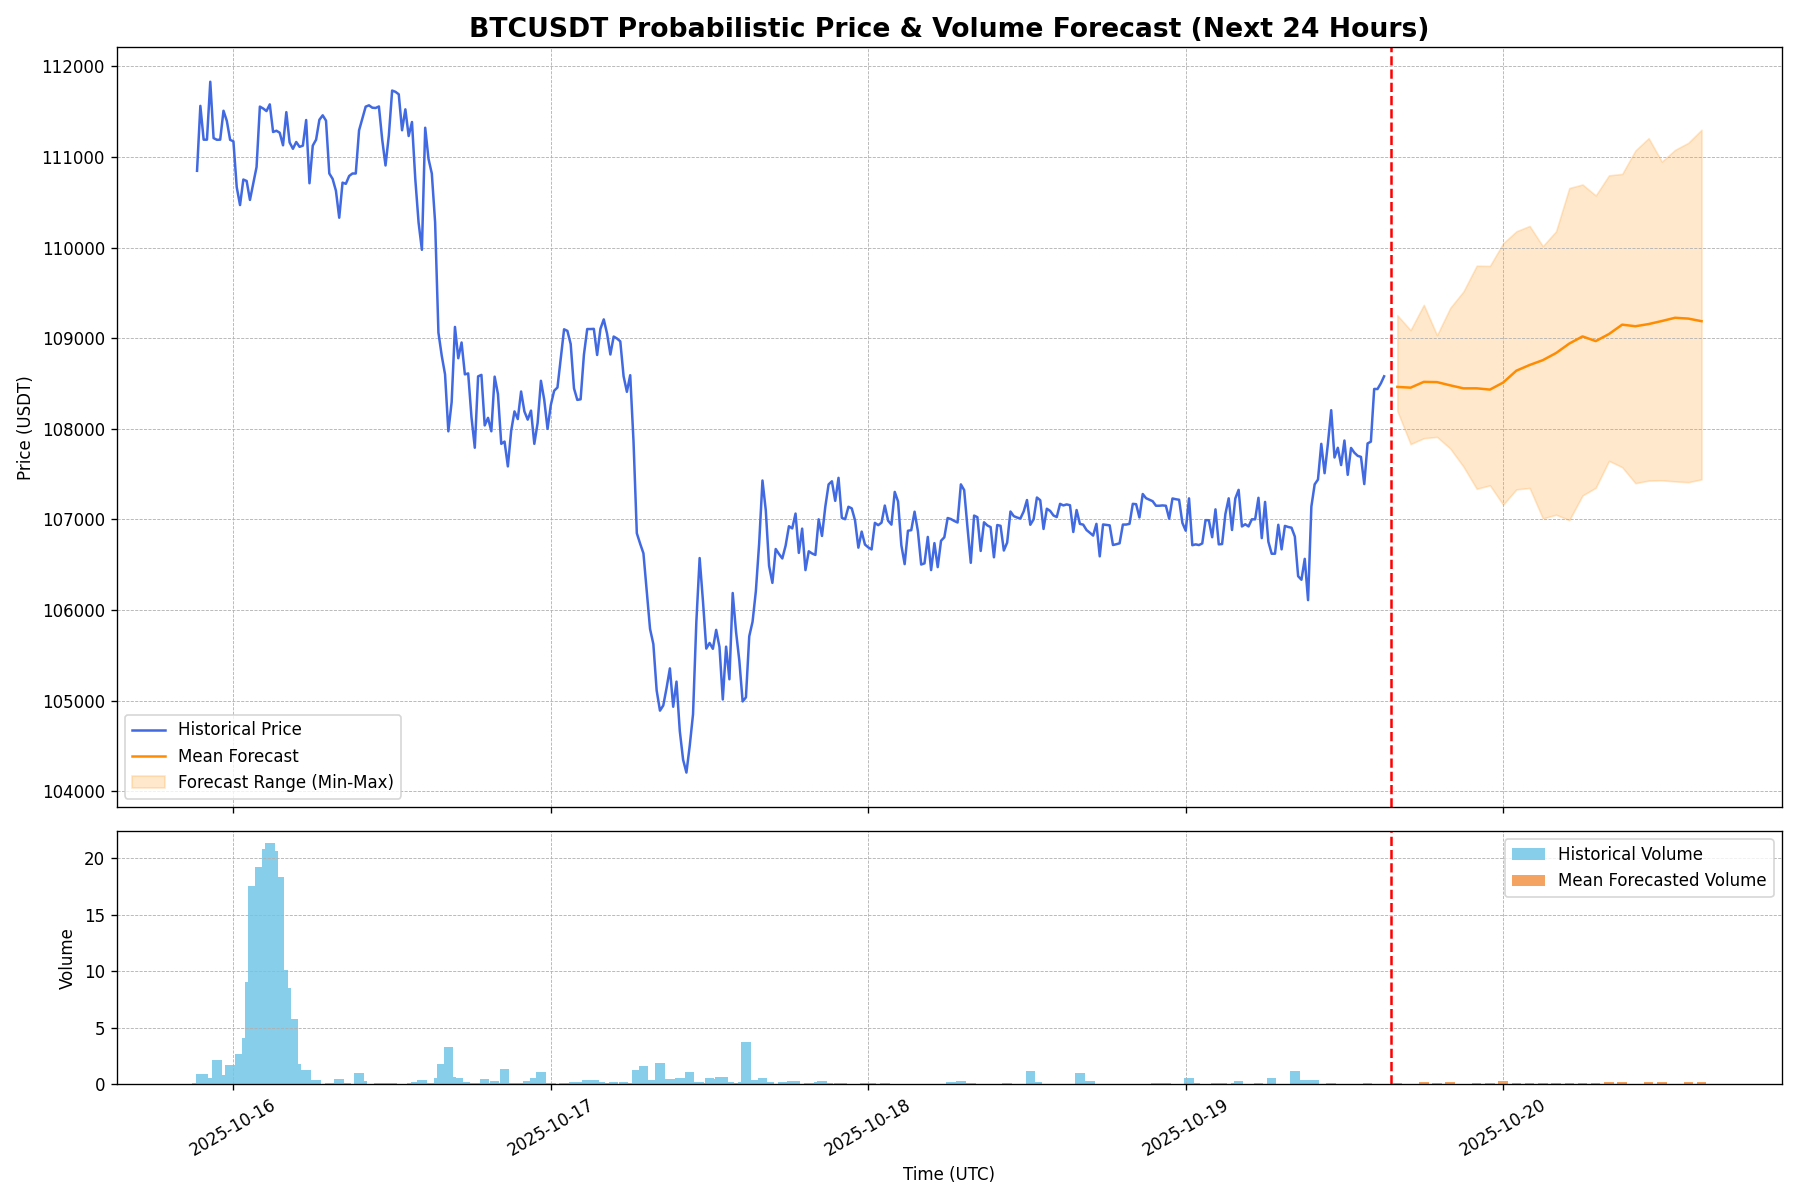 BTCUSDT Probabilistic Price & Volume Forecast (Next 24 Hours)
112000
111000
110000
109000
108000
107000
106000
105000
104000
Price (USDT)
Historical Price
Mean Forecast
Forecast Range (Min-Max)
20
15
10
5
0
Volume
Historical Volume
Mean Forecasted Volume
2025-10-16
2025-10-17
2025-10-18
2025-10-19
2025-10-20
Time (UTC)